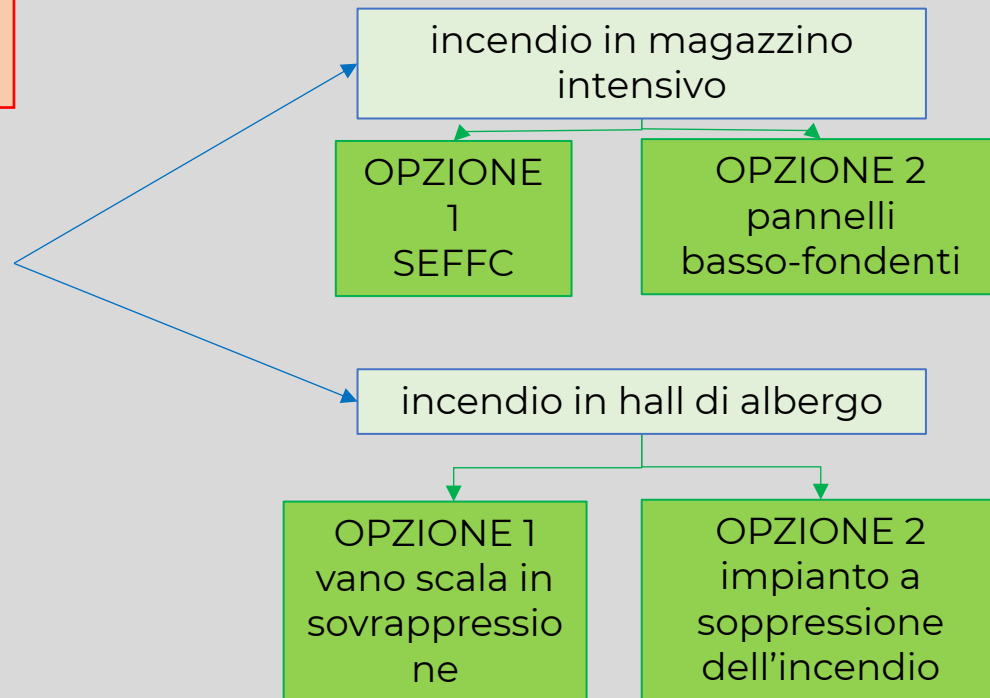 incendio in magazzino
intensivo
OPZIONE
1
SEFFC
OPZIONE 2
pannelli
basso-fondenti
incendio in hall di albergo
OPZIONE 1
vano scala in
sovrappressio
ne
OPZIONE 2
impianto a
soppressione
dell’incendio